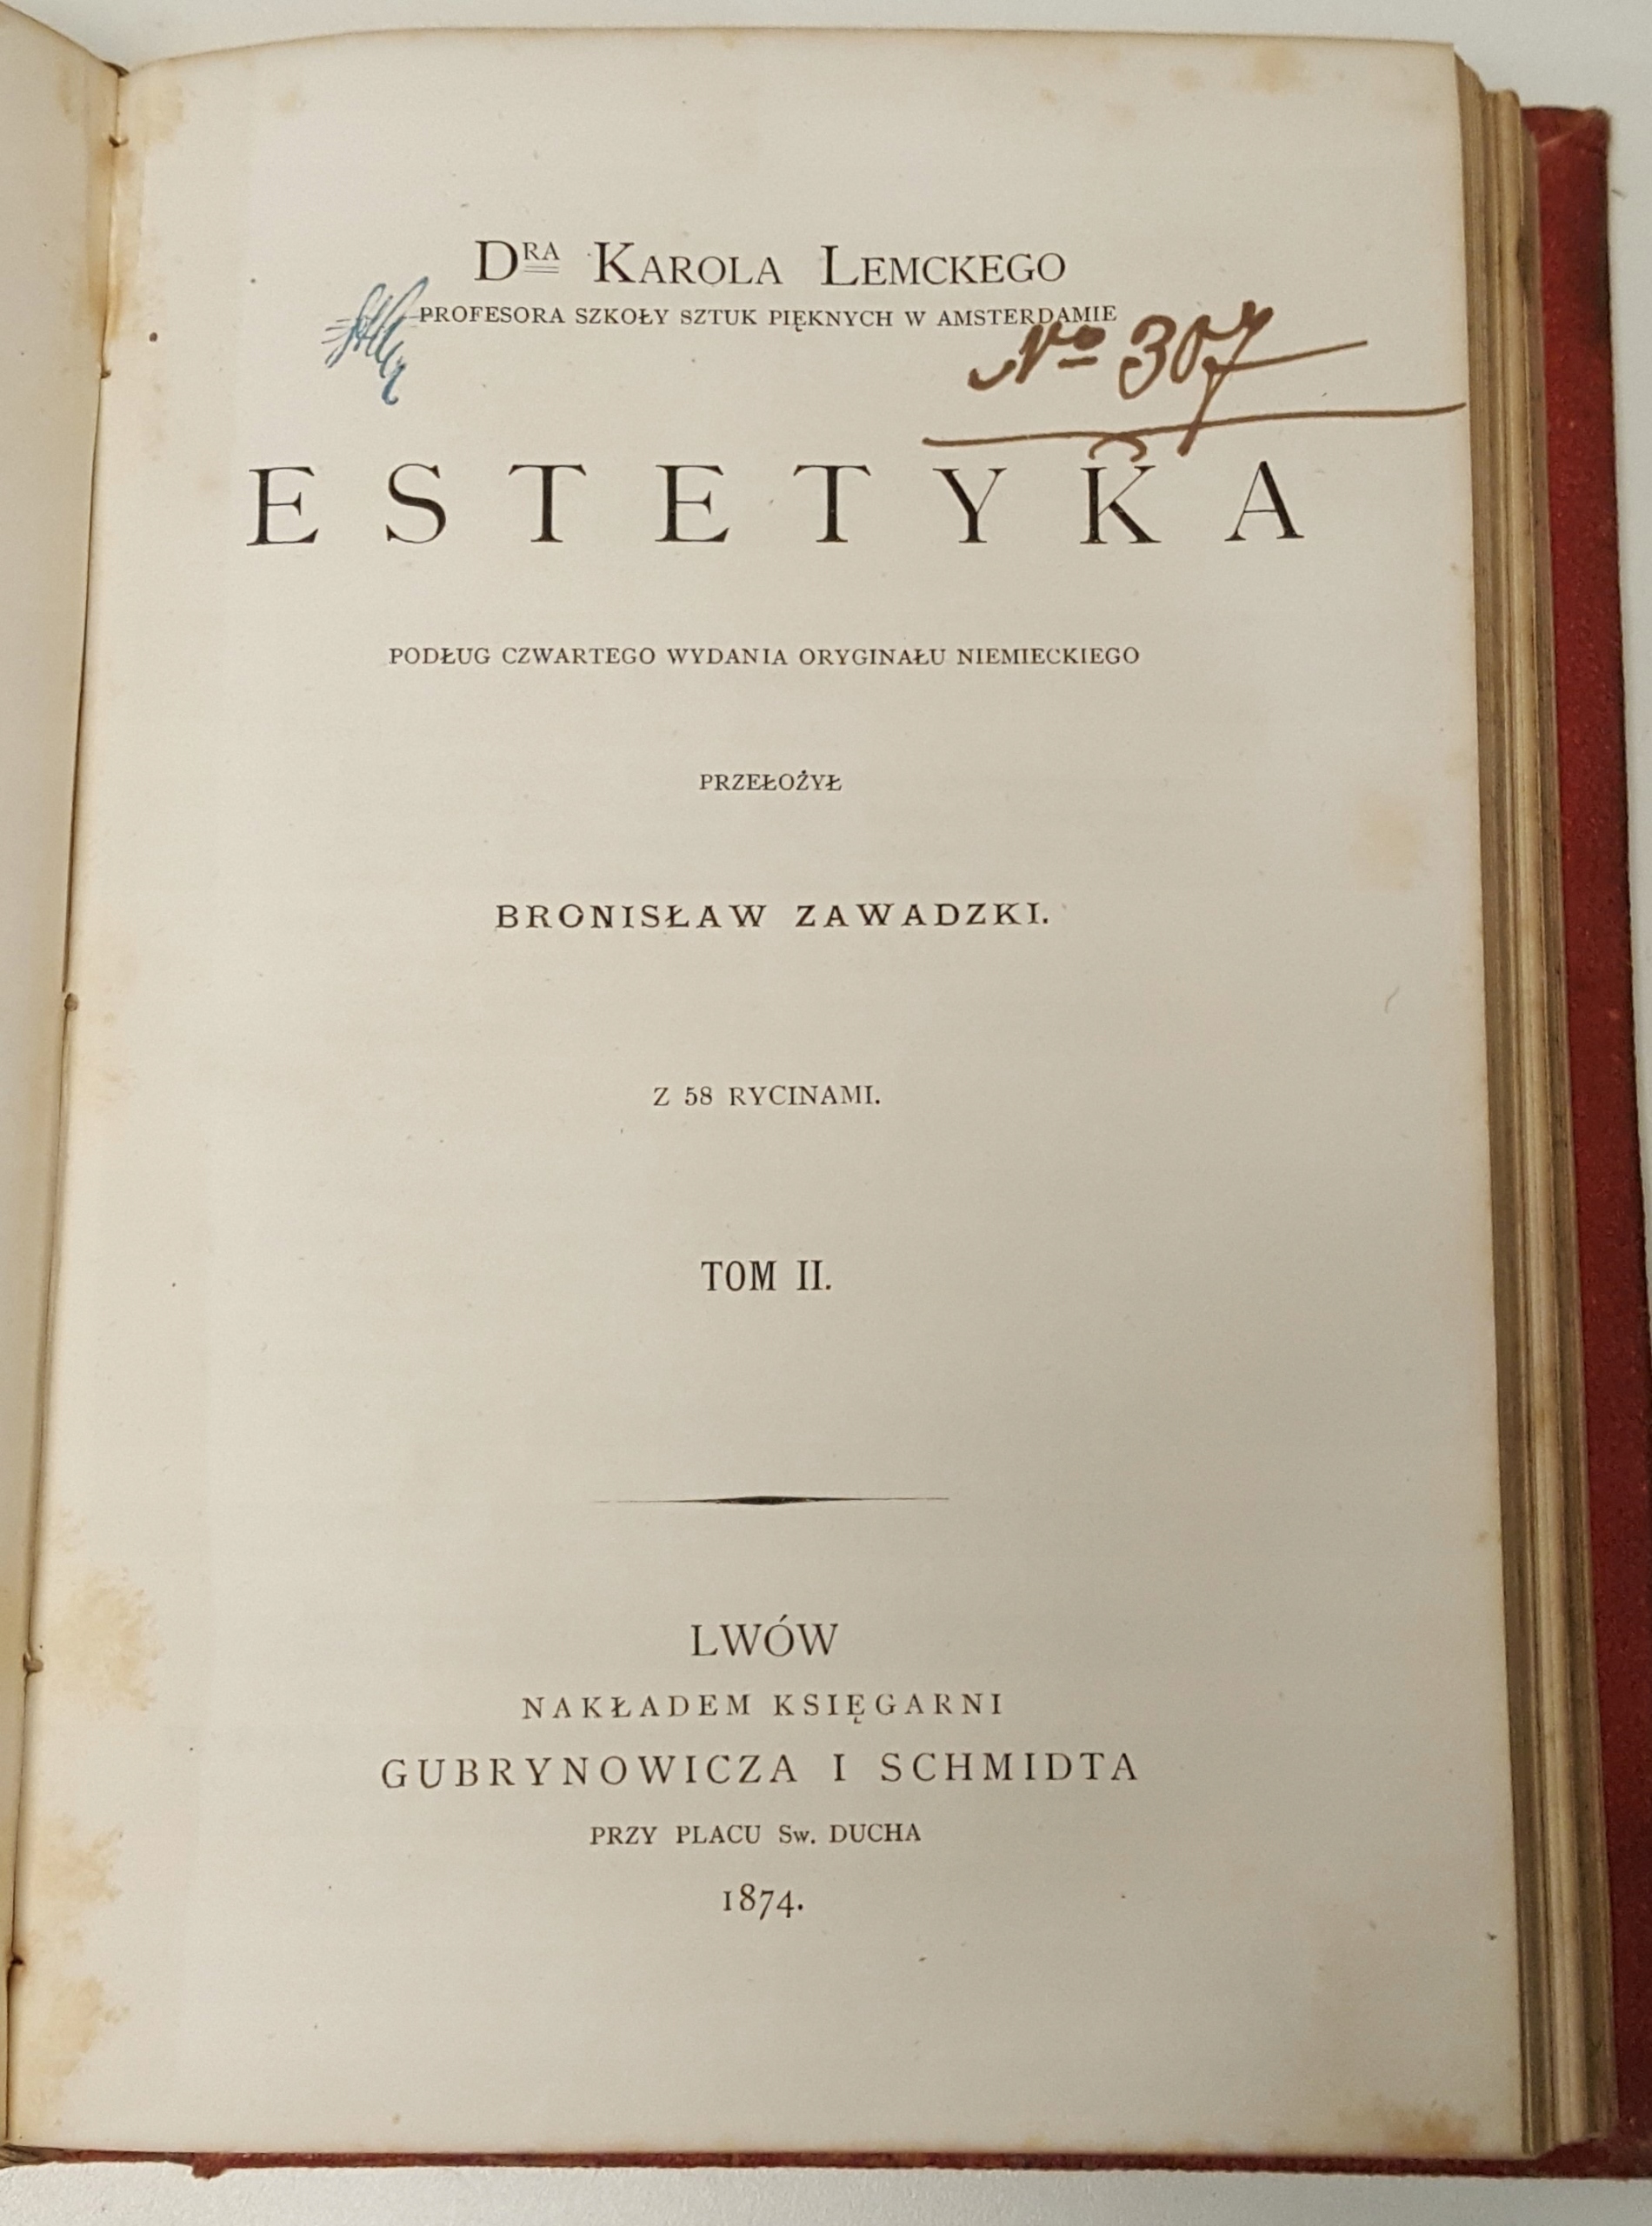 DRA KAROLA LEMCKEGO
PROFESORA SZKOŁY SZTUK PIĘKNYCH W AMSTERDAMIE
No 307
ESTETYKA
PODŁUG CZWARTEGO WYDANIA ORYGINAŁU NIEMIECKIEGO
PRZEŁOŻYŁ
BRONISŁAW ZAWADZKI.
Z 58 RYCINAMI.
TOM II.
LWÓW
NAKŁADEM KSIĘGARNI
GUBRYNOWICZA I SCHMIDTA
PRZY PLACU Sw. DUCHA
1874.